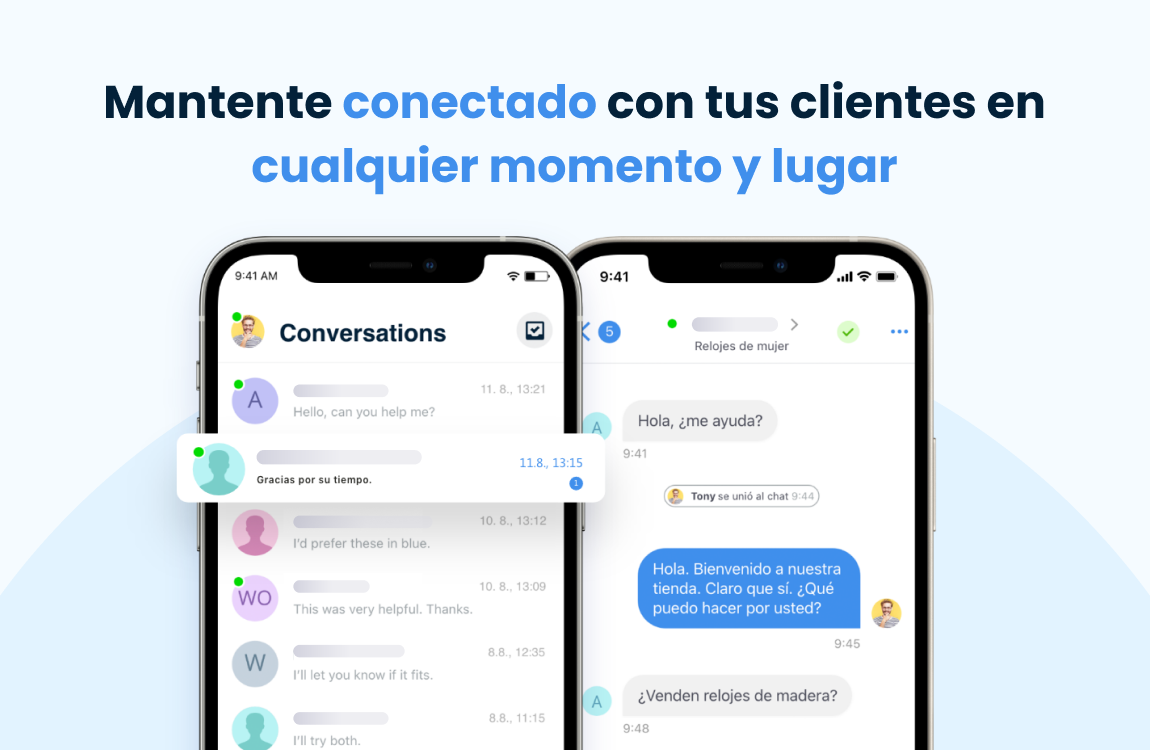 Mantente conectado con tus clientes en
cualquier momento y lugar
9:41 AM
Conversations
A
11. 8., 13:21
Hello, can you help me?
11.8., 13:15
Gracias por su tiempo.
1
10. 8., 13:12
I'd prefer these in blue.
WO
10. 8., 13:09
This was very helpful. Thanks.
W
8.8., 12:35
I'll let you know if it fits.
8.8., 11:15
I'll try both.
9:41
5
Relojes de mujer
A
Hola, ¿me ayuda?
9:41
Tony se unió al chat 9:44
Hola. Bienvenido a nuestra
tienda. Claro que sí. ¿Qué
puedo hacer por usted?
9:45
A
¿Venden relojes de madera?
9:48